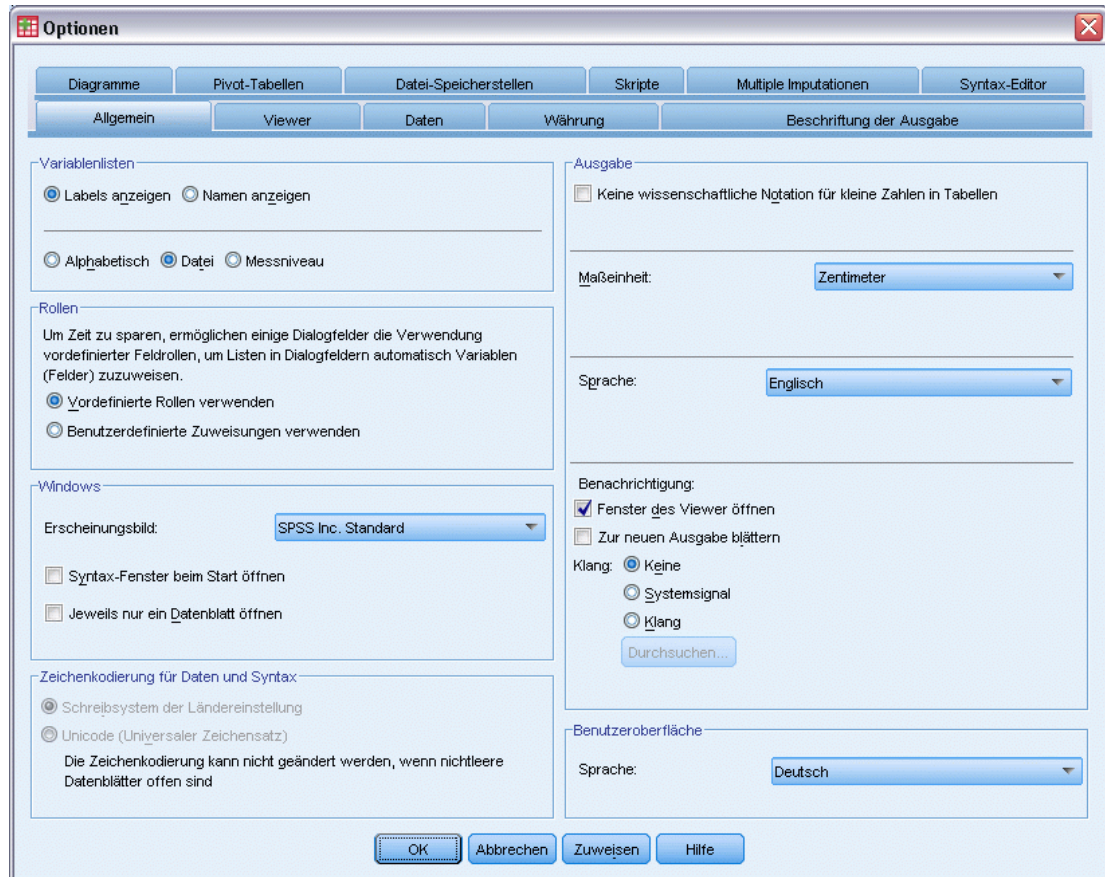 Optionen
Diagramme
Pivot-Tabellen
Datei-Speicherstellen
Skripte
Multiple Imputationen
Syntax-Editor
Allgemein
Viewer
Daten
Währung
Beschriftung der Ausgabe
Variablenlisten
Labels anzeigen
Namen anzeigen
Alphabetisch
Datei
Messniveau
Rollen
Um Zeit zu sparen, ermöglichen einige Dialogfelder die Verwendung
vordefinierter Feldrollen, um Listen in Dialogfeldern automatisch Variablen
(Felder) zuzuweisen.
Vordefinierte Rollen verwenden
Benutzerdefinierte Zuweisungen verwenden
Windows
Erscheinungsbild:
SPSS Inc. Standard
Syntax-Fenster beim Start öffnen
Jeweils nur ein Datenblatt öffnen
Zeichenkodierung für Daten und Syntax
Schreibsystem der Ländereinstellung
Unicode (Universaler Zeichensatz)
Die Zeichenkodierung kann nicht geändert werden, wenn nichtleere
Datenblätter offen sind
Ausgabe
Keine wissenschaftliche Notation für kleine Zahlen in Tabellen
Maßeinheit:
Zentimeter
Sprache:
Englisch
Benachrichtigung:
Fenster des Viewer öffnen
Zur neuen Ausgabe blättern
Klang:
Keine
Systemsignal
Klang
Durchsuchen...
Benutzeroberfläche
Sprache:
Deutsch
OK
Abbrechen
Zuweisen
Hilfe